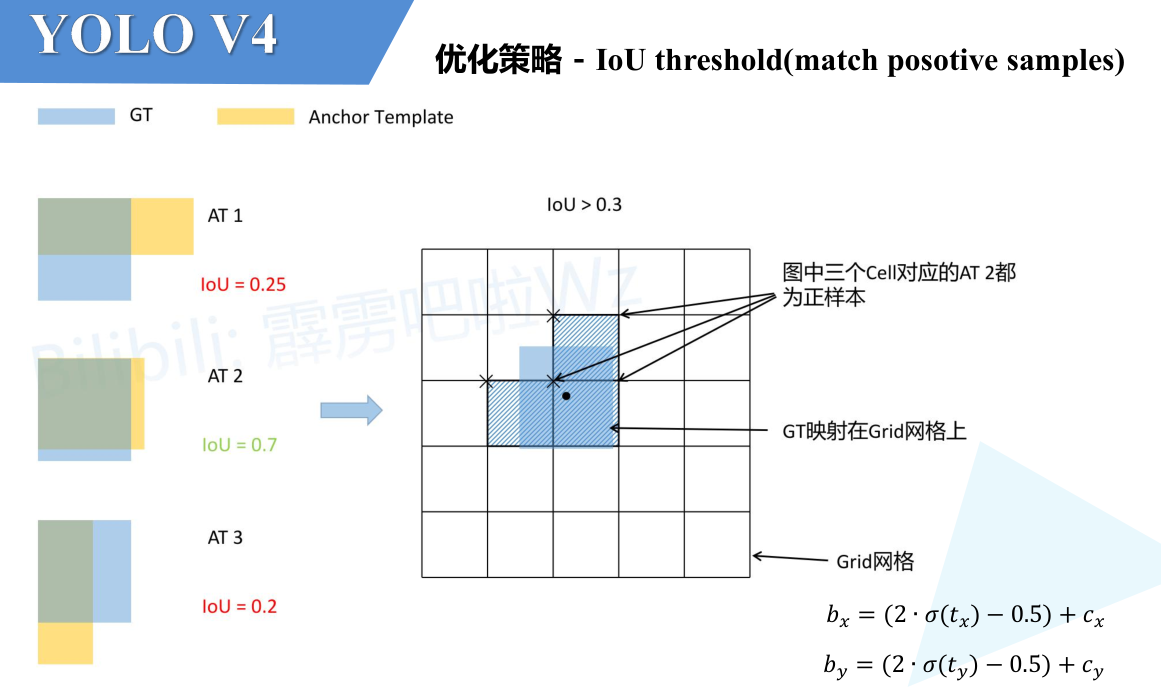 YOLO V4
优化策略 - IoU threshold(match posotive samples)
GT
Anchor Template
AT 1
IoU = 0.25
AT 2
IoU = 0.7
AT 3
IoU = 0.2
IoU > 0.3
图中三个Cell对应的AT 2都
为正样本
GT映射在Grid网格上
Grid网格
Bilibili: 霹雳吧啦Wz
b_x = (2 · σ(t_x) − 0.5) + c_x
b_y = (2 · σ(t_y) − 0.5) + c_y